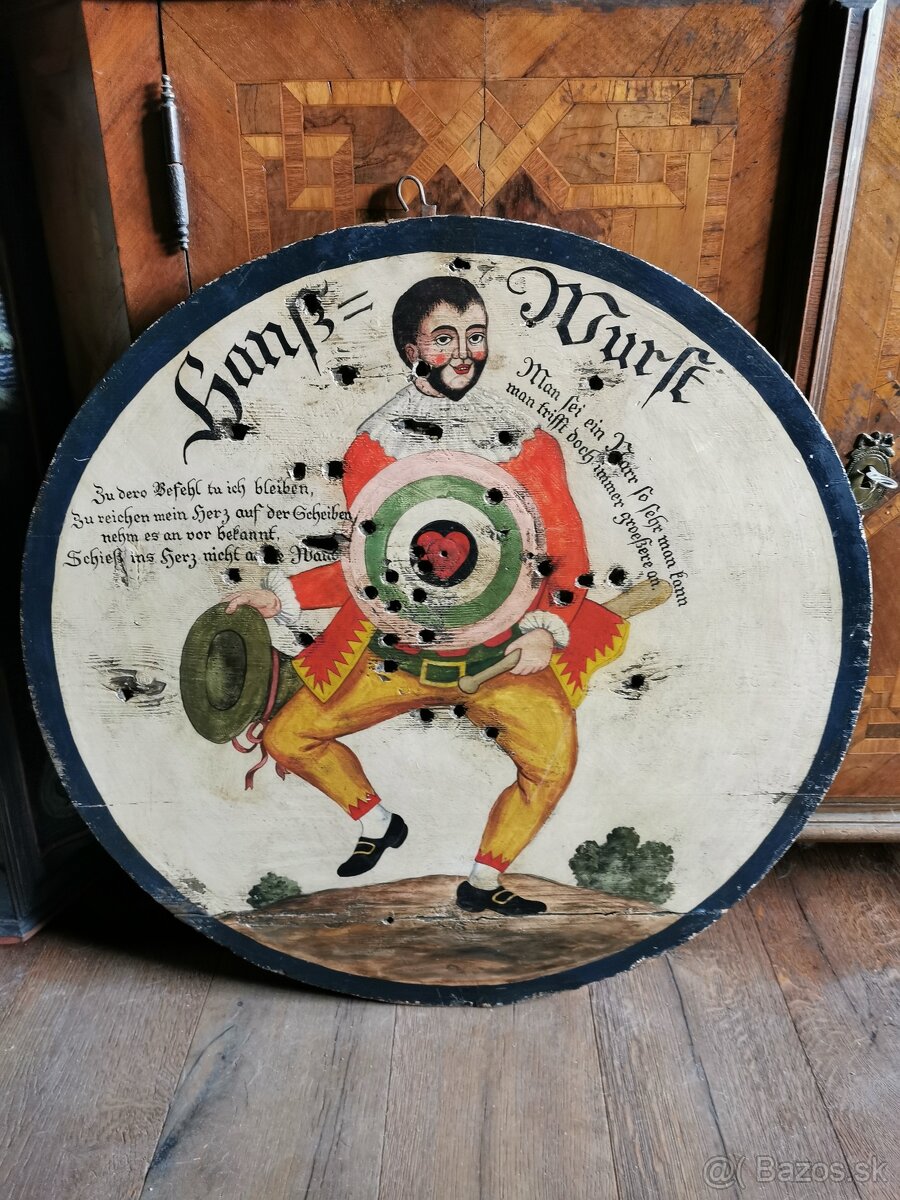 Hanß=
Wurst
Man sei ein Narr so sehr man kann
man trifft doch immer groeßere an.
Zu dero Befehl tu ich bleiben,
Zu reichen mein Herz auf der Scheiben
nehm es an vor bekannt,
Schieß ins Herz nicht
Bazos.sk